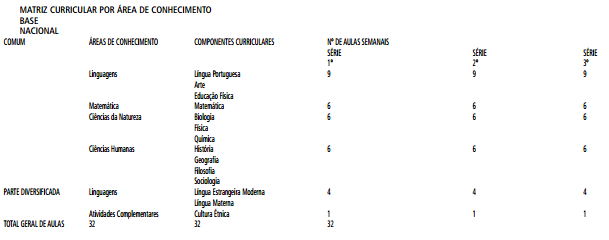 MATRIZ CURRICULAR POR ÁREA DE CONHECIMENTO
BASE
NACIONAL
COMUM ÁREAS DE CONHECIMENTO COMPONENTES CURRICULARES Nº DE AULAS SEMANAIS
SÉRIE SÉRIE SÉRIE
1ª 2ª 3ª
Linguagens Língua Portuguesa 9 9 9
Arte
Educação Física
Matemática Matemática 6 6 6
Ciências da Natureza Biologia 6 6 6
Física
Química
Ciências Humanas História 6 6 6
Geografia
Filosofia
Sociologia
PARTE DIVERSIFICADA Linguagens Língua Estrangeira Moderna 4 4 4
Língua Materna
Atividades Complementares Cultura Étnica 1 1 1
TOTAL GERAL DE AULAS 32 32 32